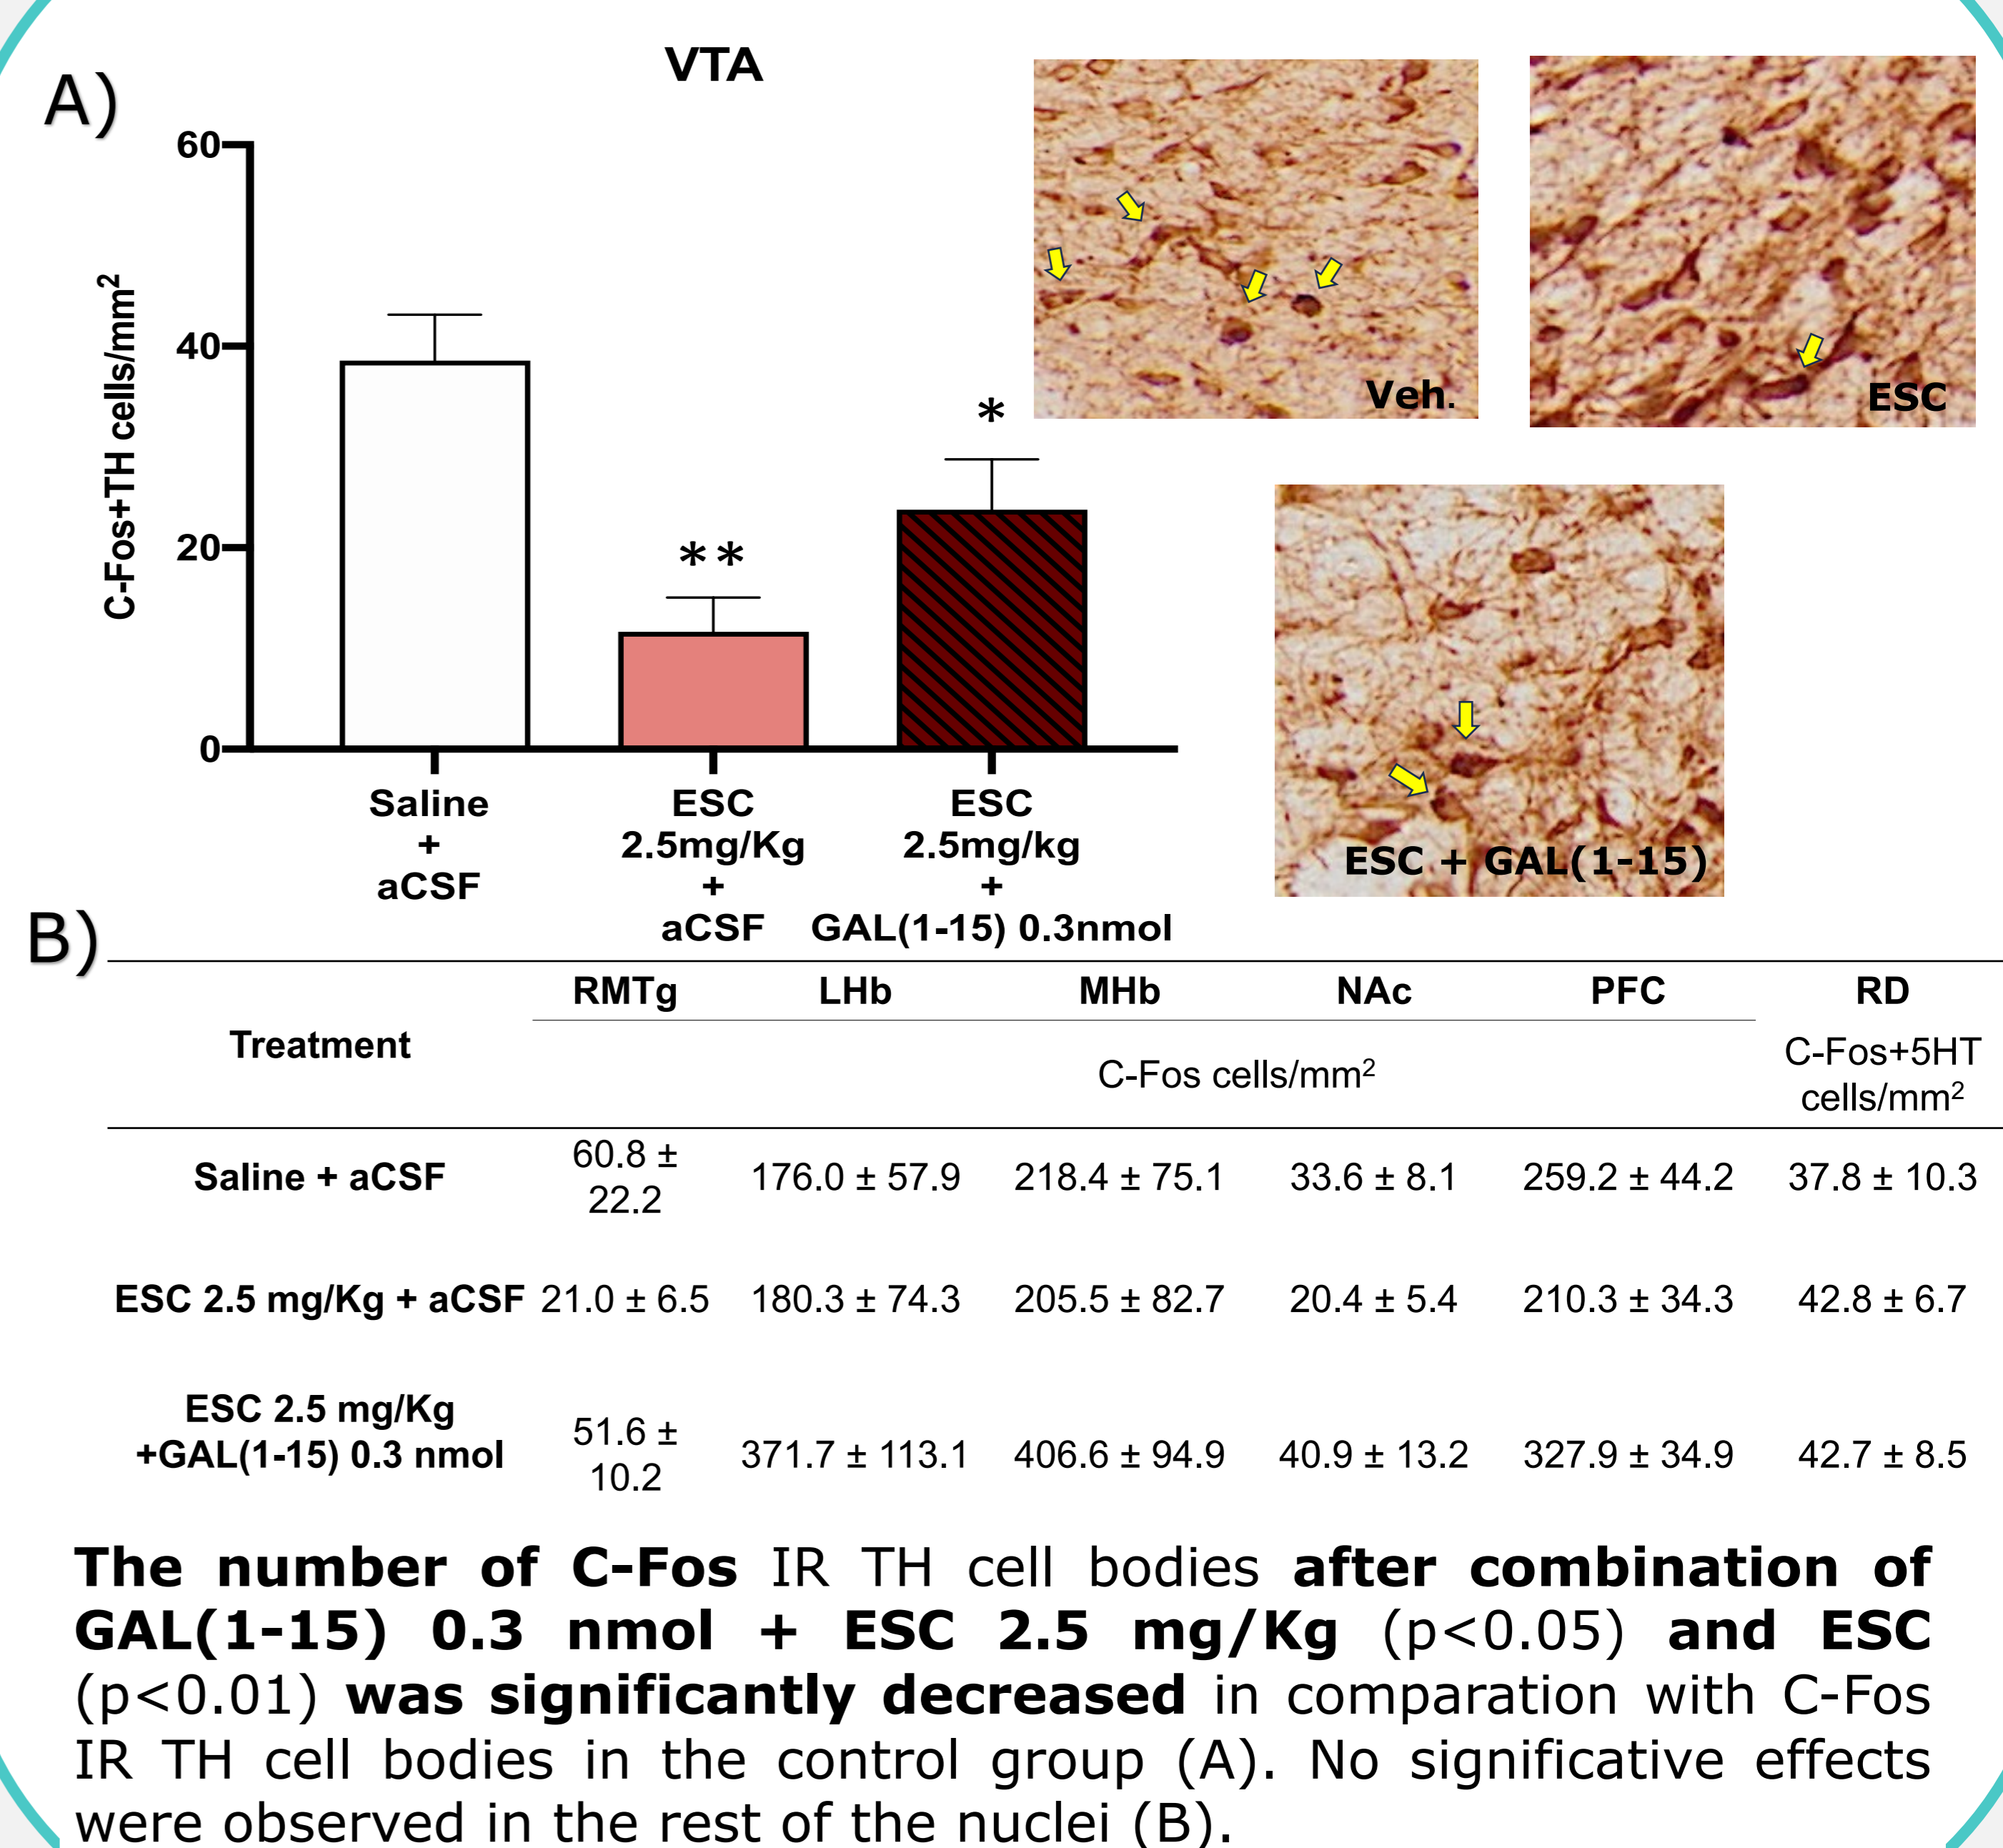 A)
VTA
C-Fos+TH cells/mm²
60
40
20
0
**
*
Saline
+
aCSF
ESC
2.5mg/Kg
+
aCSF
ESC
2.5mg/kg
+
GAL(1-15) 0.3nmol
Veh.
ESC
ESC + GAL(1-15)
B)
Treatment RMTg LHb MHb NAc PFC RD
C-Fos cells/mm² C-Fos+5HT cells/mm²
Saline + aCSF 60.8 ± 22.2 176.0 ± 57.9 218.4 ± 75.1 33.6 ± 8.1 259.2 ± 44.2 37.8 ± 10.3
ESC 2.5 mg/Kg + aCSF 21.0 ± 6.5 180.3 ± 74.3 205.5 ± 82.7 20.4 ± 5.4 210.3 ± 34.3 42.8 ± 6.7
ESC 2.5 mg/Kg +GAL(1-15) 0.3 nmol 51.6 ± 10.2 371.7 ± 113.1 406.6 ± 94.9 40.9 ± 13.2 327.9 ± 34.9 42.7 ± 8.5
The number of C-Fos IR TH cell bodies after combination of
GAL(1-15) 0.3 nmol + ESC 2.5 mg/Kg (p<0.05) and ESC
(p<0.01) was significantly decreased in comparation with C-Fos
IR TH cell bodies in the control group (A). No significative effects
were observed in the rest of the nuclei (B).